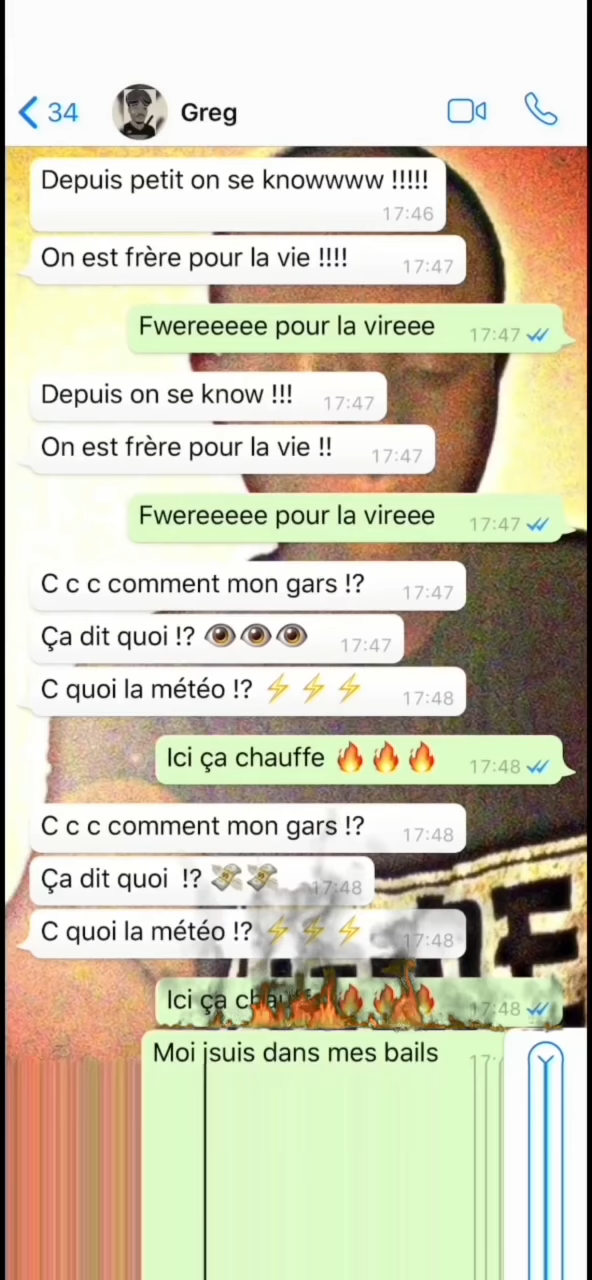 34
Greg
Depuis petit on se knowwww !!!!!
17:46
On est frère pour la vie !!!!
17:47
Fwereeeee pour la vireee
17:47
Depuis on se know !!!
17:47
On est frère pour la vie !!
17:47
Fwereeeee pour la vireee
17:47
C c c comment mon gars !?
17:47
Ça dit quoi !? 👁👁👁
17:47
C quoi la météo !? ⚡⚡⚡
17:48
Ici ça chauffe 🔥🔥🔥
17:48
C c c comment mon gars !?
17:48
Ça dit quoi  !? 💸💸
17:48
C quoi la météo !? ⚡⚡⚡
17:48
Ici ça chauffe 🔥🔥🔥
17:48
Moi jsuis dans mes bails